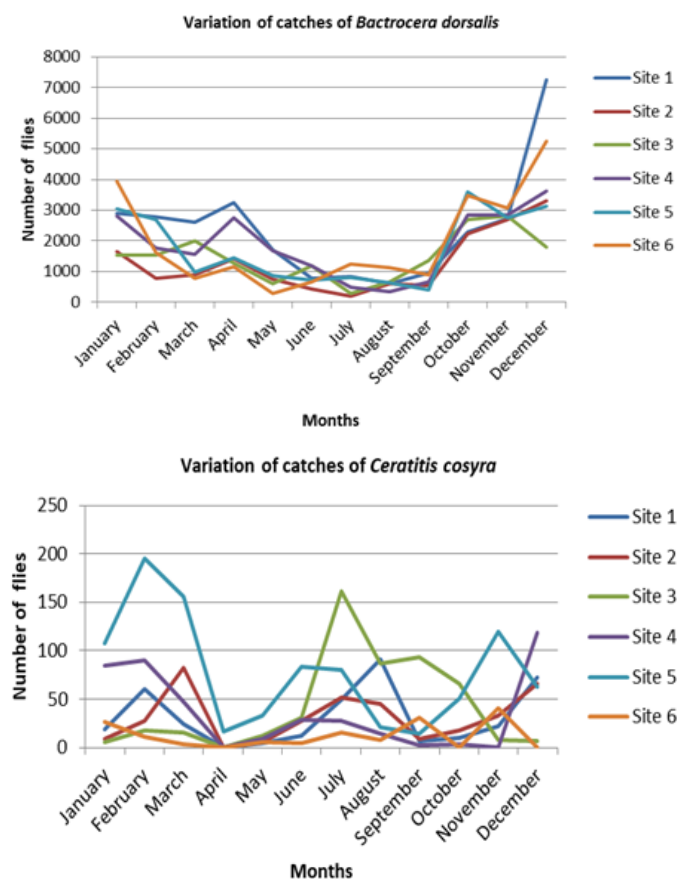 Variation of catches of Bactrocera dorsalis
Number of flies
8000
7000
6000
5000
4000
3000
2000
1000
0
January
February
March
April
May
June
July
August
September
October
November
December
Months
Site 1
Site 2
Site 3
Site 4
Site 5
Site 6
Variation of catches of Ceratitis cosyra
Number of flies
250
200
150
100
50
0
January
February
March
April
May
June
July
August
September
October
November
December
Months
Site 1
Site 2
Site 3
Site 4
Site 5
Site 6